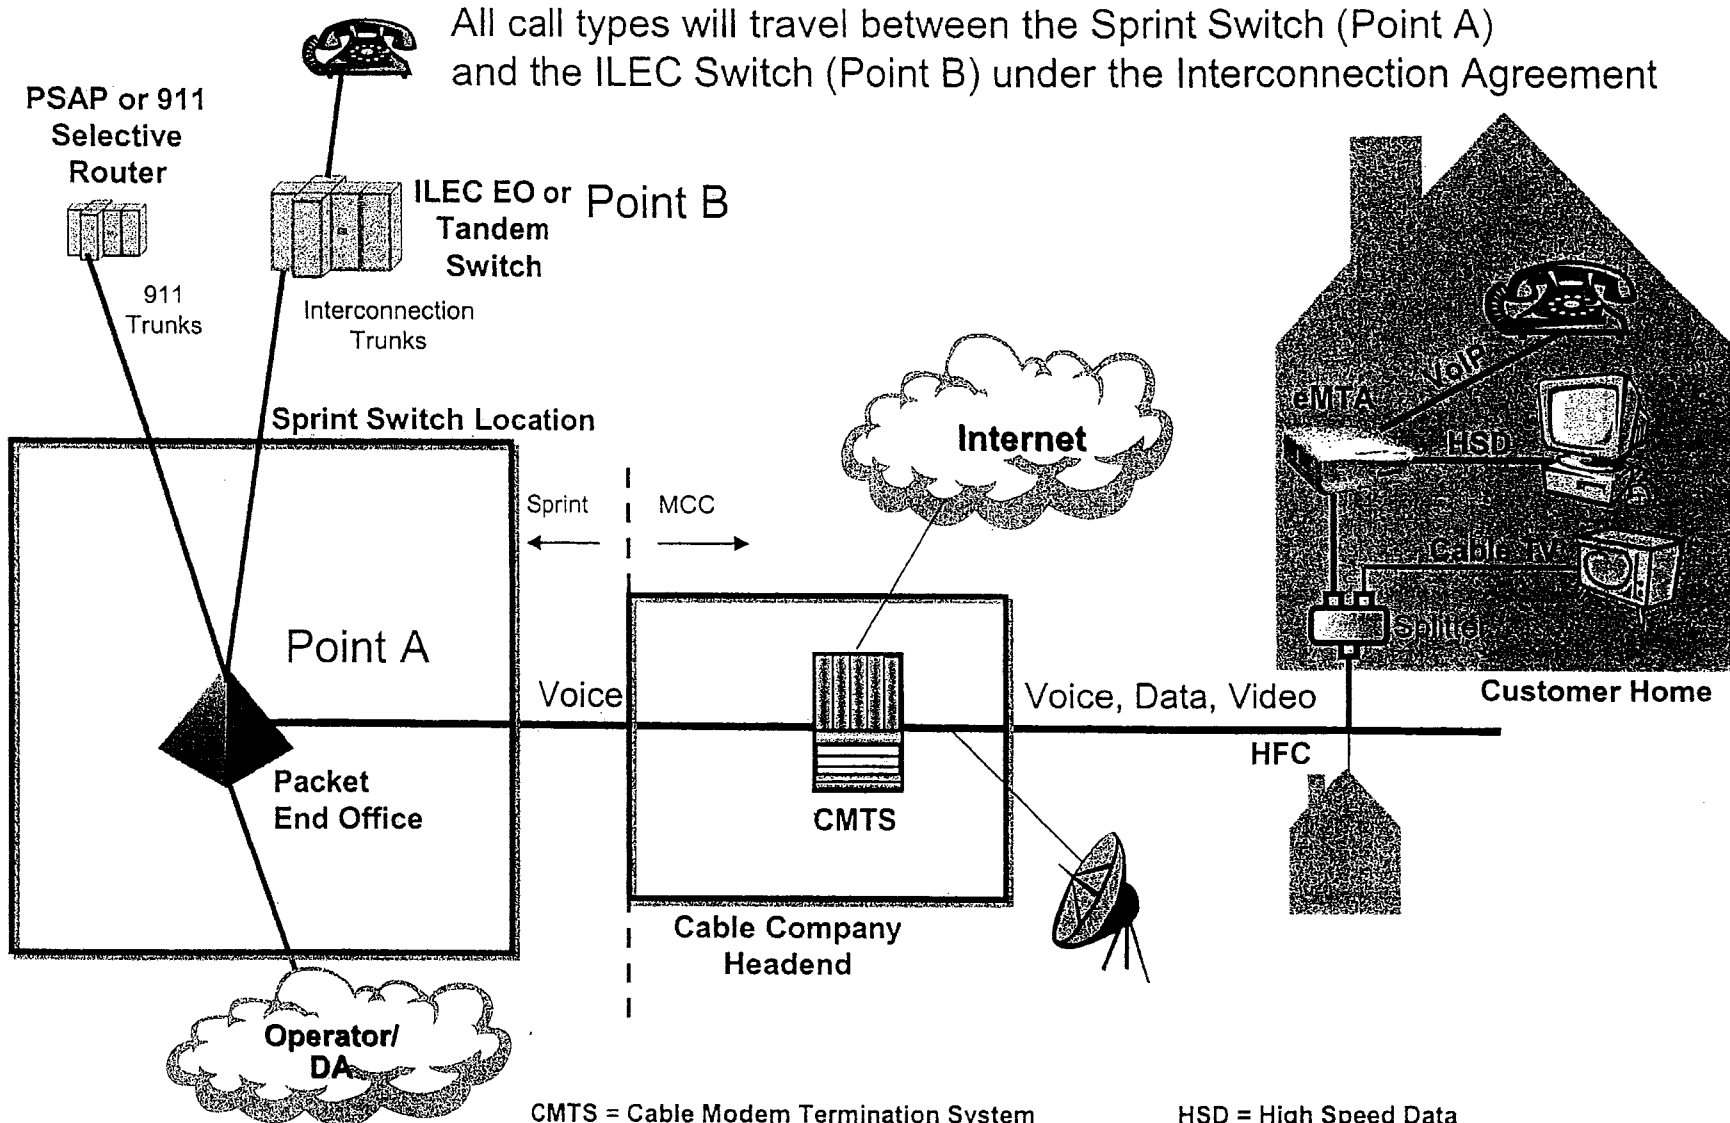 All call types will travel between the Sprint Switch (Point A)
and the ILEC Switch (Point B) under the Interconnection Agreement
PSAP or 911
Selective
Router
ILEC EO or
Tandem
Switch
Point B
911
Trunks
Interconnection
Trunks
Sprint Switch Location
Sprint
MCC
Internet
VoIP
eMTA
HSD
Cable TV
Splitter
Customer Home
Point A
Voice
Voice, Data, Video
HFC
Packet
End Office
CMTS
Cable Company
Headend
Operator/
DA
CMTS = Cable Modem Termination System
HSD = High Speed Data